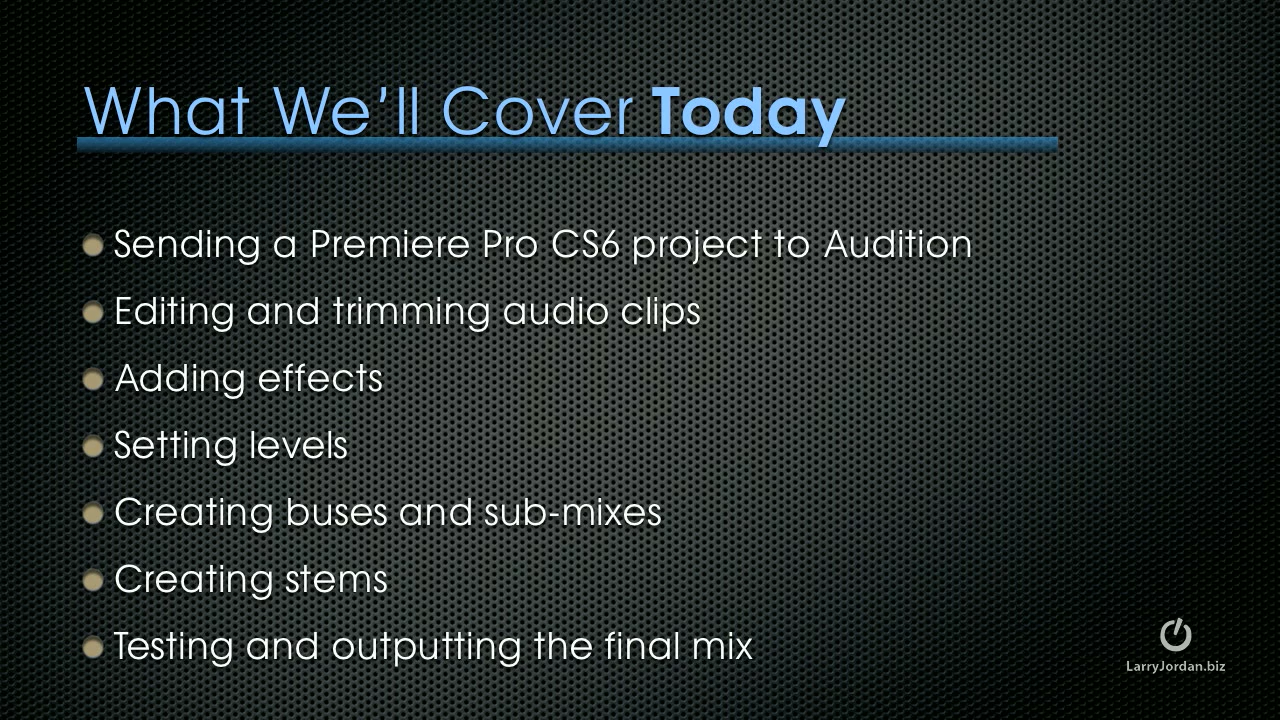 What We’ll Cover Today
Sending a Premiere Pro CS6 project to Audition
Editing and trimming audio clips
Adding effects
Setting levels
Creating buses and sub-mixes
Creating stems
Testing and outputting the final mix
LarryJordan.biz